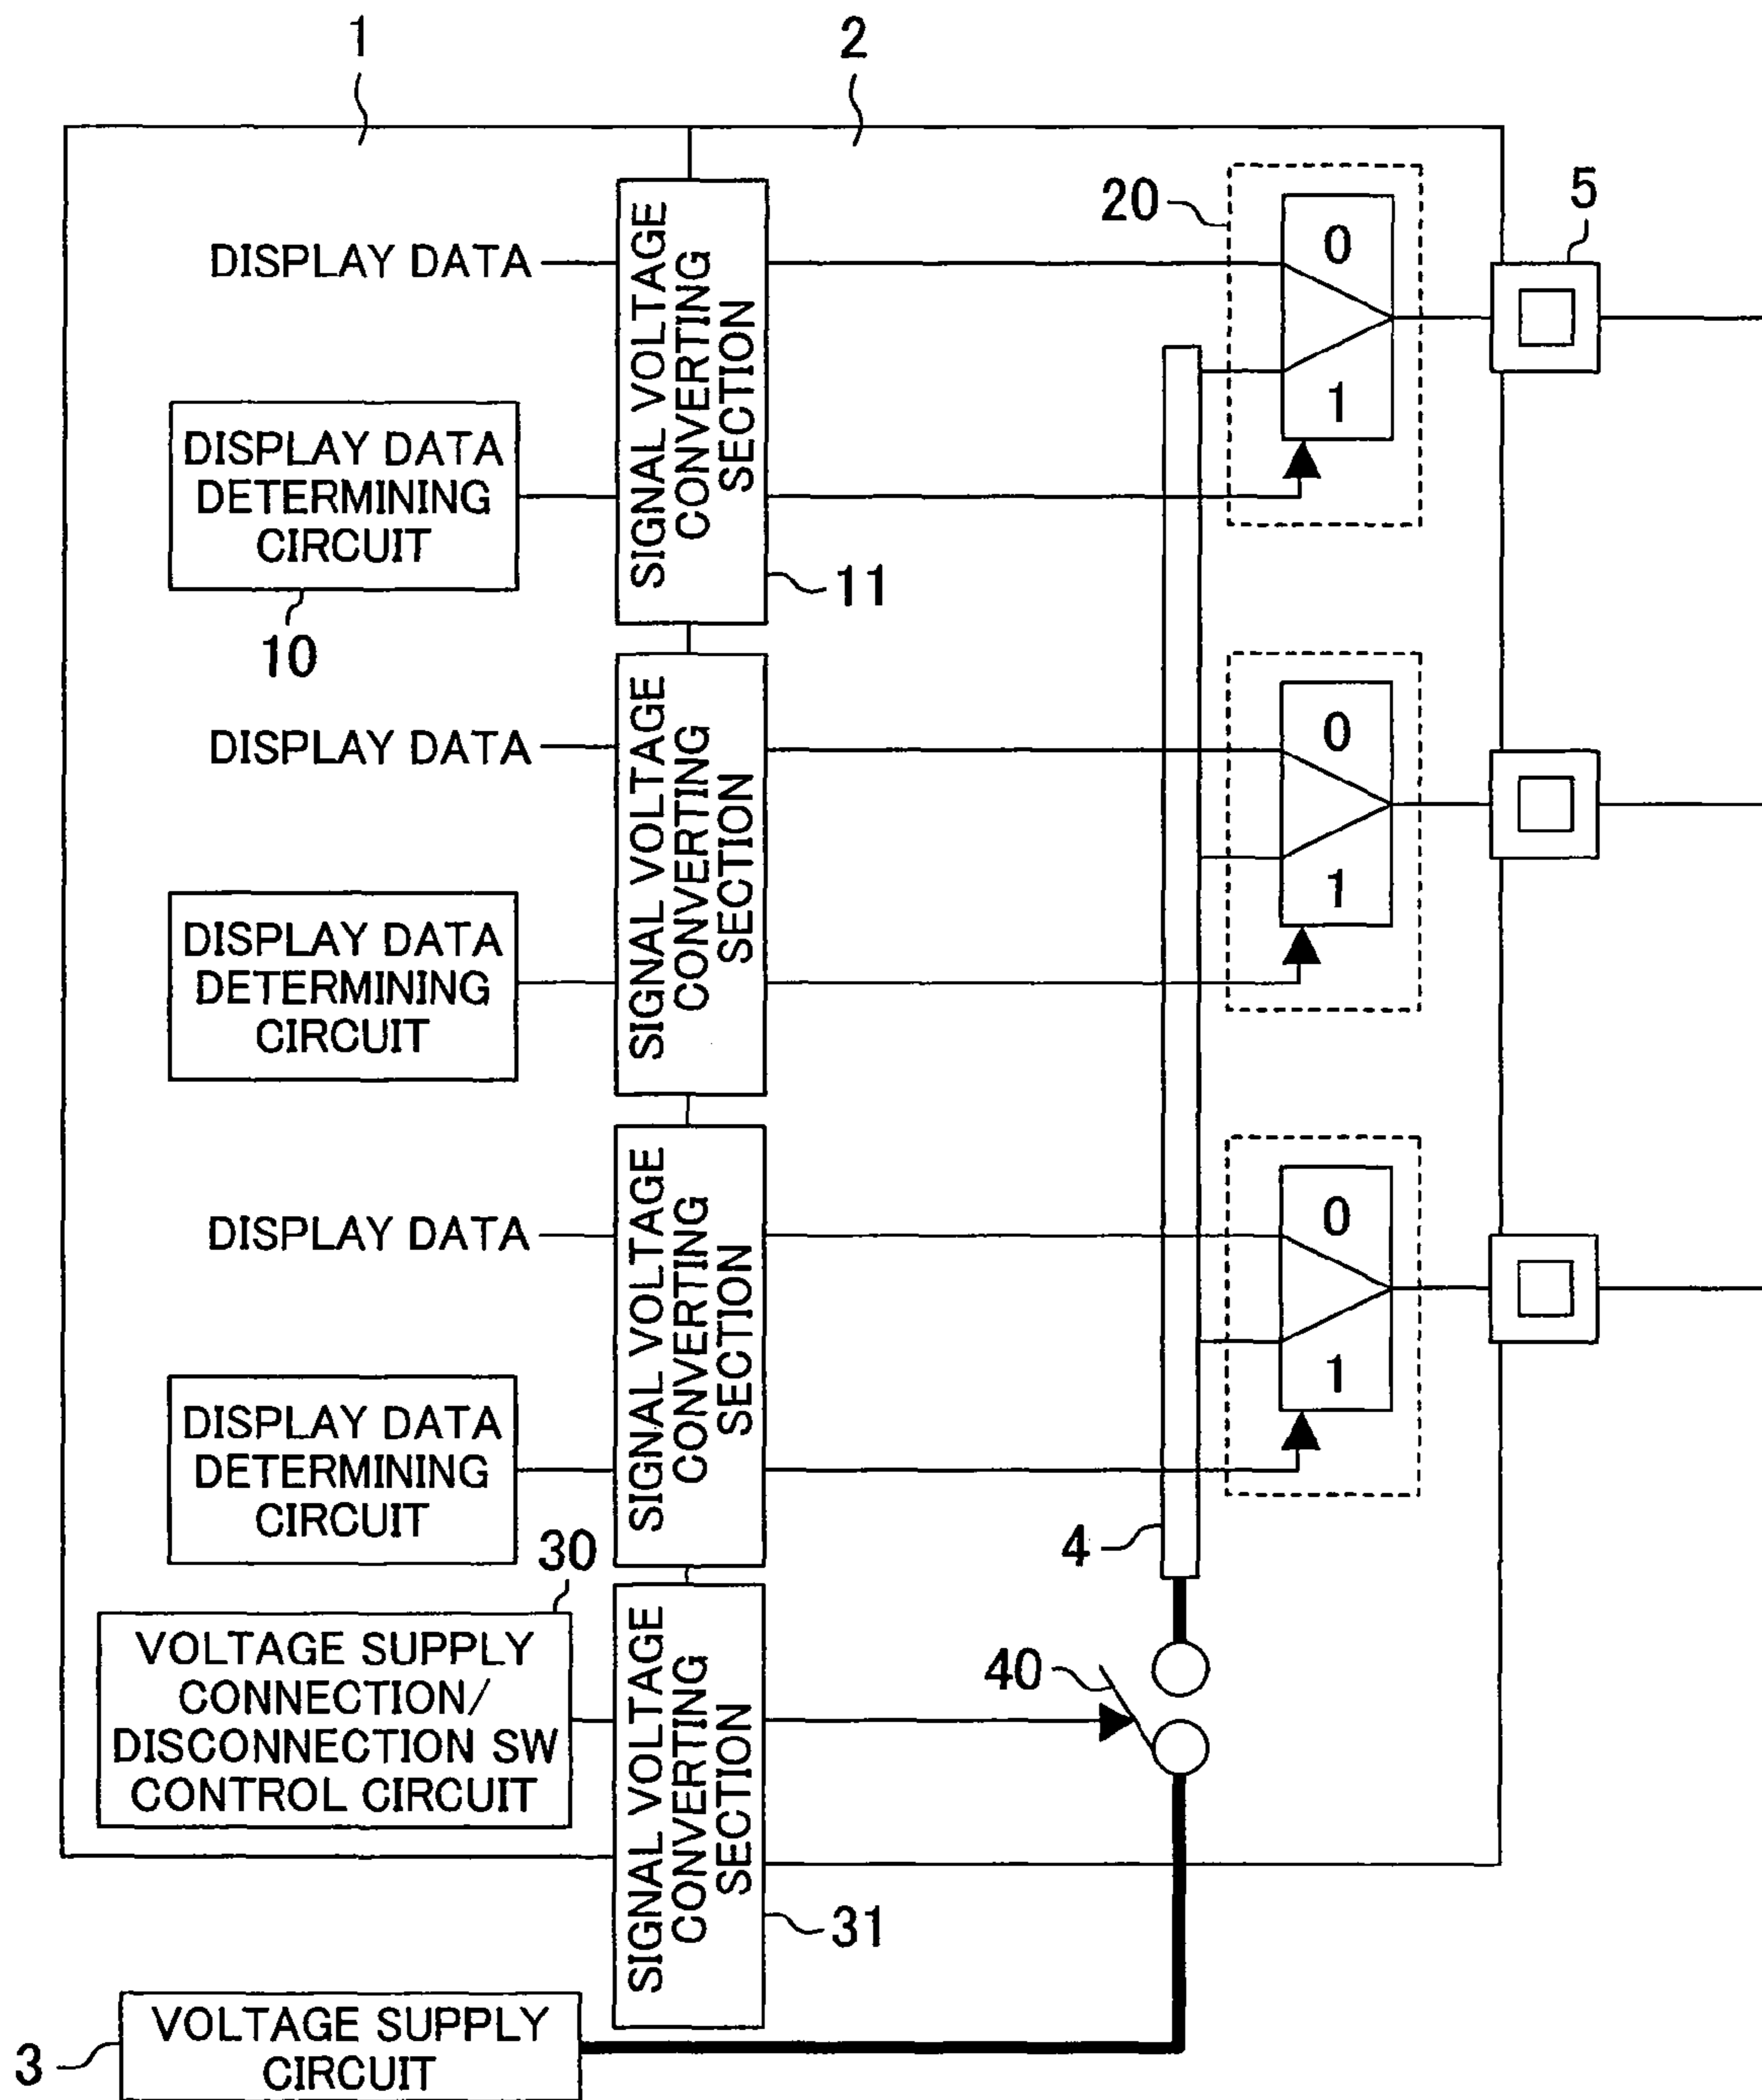 1
2
20
5
DISPLAY DATA
SIGNAL VOLTAGE
CONVERTING
SECTION
0
1
DISPLAY DATA
DETERMINING
CIRCUIT
10
11
DISPLAY DATA
SIGNAL VOLTAGE
CONVERTING
SECTION
0
1
DISPLAY DATA
DETERMINING
CIRCUIT
DISPLAY DATA
SIGNAL VOLTAGE
CONVERTING
SECTION
0
1
DISPLAY DATA
DETERMINING
CIRCUIT
4
30
VOLTAGE SUPPLY
CONNECTION/
DISCONNECTION SW
CONTROL CIRCUIT
SIGNAL VOLTAGE
CONVERTING
SECTION
40
31
3
VOLTAGE SUPPLY
CIRCUIT